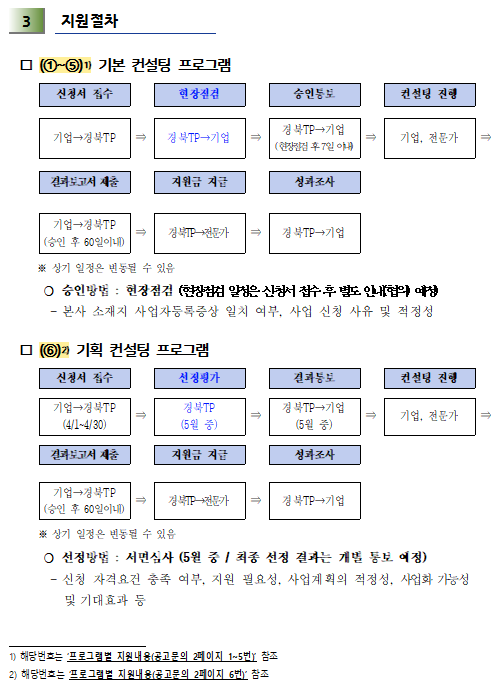 3 지원절차
□ (①~⑤)1) 기본 컨설팅 프로그램
신청서 접수 현장점검 승인통보 컨설팅 진행
기업→경북TP ⇒ 경북TP→기업 ⇒ 경북TP→기업 ⇒ 기업, 전문가 ⇒
(현장점검 후 7일 이내)
결과보고서 제출 지원금 지급 성과조사
기업→경북TP ⇒ 경북TP→전문가 ⇒ 경북TP→기업
(승인 후 60일이내)
※ 상기 일정은 변동될 수 있음
❍ 승인방법 : 현장점검 (현장점검 일정은 신청서 접수 후 별도 안내(협의) 예정)
- 본사 소재지 사업자등록증상 일치 여부, 사업 신청 사유 및 적정성
□ (⑥)2) 기획 컨설팅 프로그램
신청서 접수 선정평가 결과통보 컨설팅 진행
기업→경북TP ⇒ 경북TP ⇒ 경북TP→기업 ⇒ 기업, 전문가 ⇒
(4/1~4/30) (5월 중) (5월 중)
결과보고서 제출 지원금 지급 성과조사
기업→경북TP ⇒ 경북TP→전문가 ⇒ 경북TP→기업
(승인 후 60일이내)
※ 상기 일정은 변동될 수 있음
❍ 선정방법 : 서면심사 (5월 중 / 최종 선정 결과는 개별 통보 예정)
- 신청 자격요건 충족 여부, 지원 필요성, 사업계획의 적정성, 사업화 가능성
및 기대효과 등
1) 해당번호는 '프로그램별 지원내용(공고문의 2페이지 1~5번)' 참조
2) 해당번호는 '프로그램별 지원내용(공고문의 2페이지 6번)' 참조